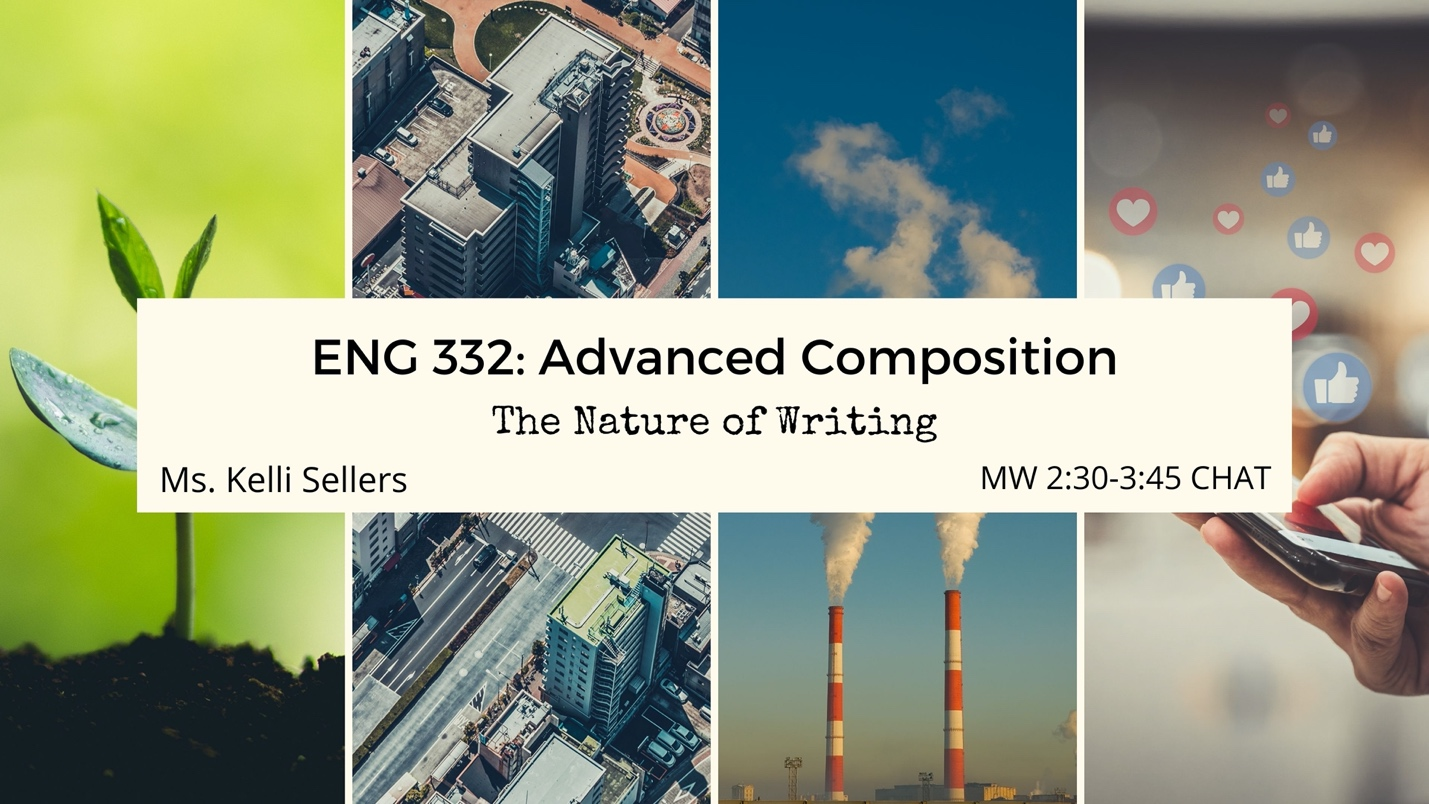 ENG 332: Advanced Composition
The Nature of Writing
Ms. Kelli Sellers
MW 2:30-3:45 CHAT